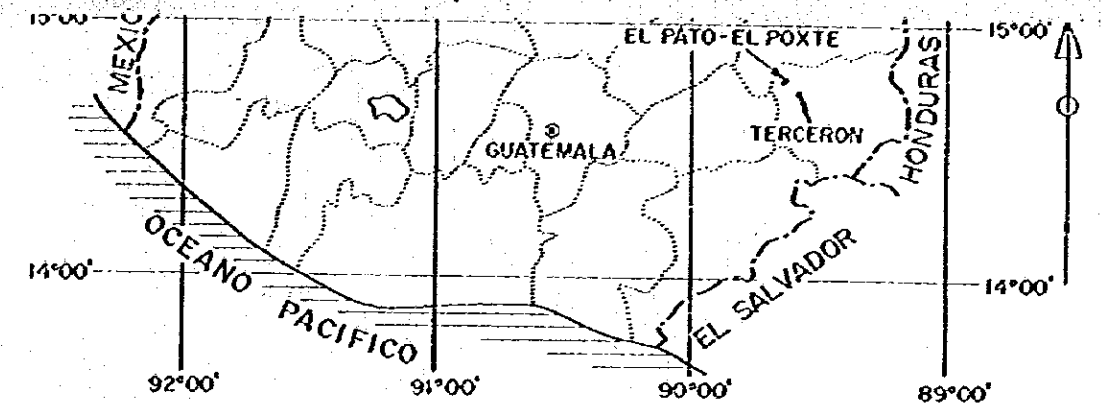 15°00'
15°00'
MEXICO
EL PATO-EL POXTE
HONDURAS
TERCERON
GUATEMALA
OCEANO PACIFICO
14°00'
14°00'
EL SALVADOR
92°00'
91°00'
90°00'
89°00'